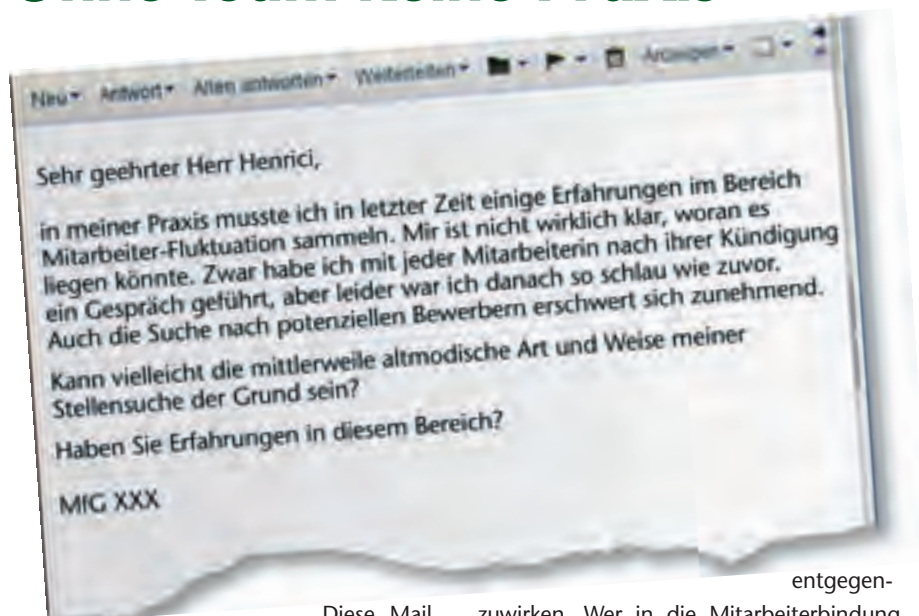 Neu Antwort Allen antworten Weiterleiten Anzeigen
Sehr geehrter Herr Henrici,
in meiner Praxis musste ich in letzter Zeit einige Erfahrungen im Bereich
Mitarbeiter-Fluktuation sammeln. Mir ist nicht wirklich klar, woran es
liegen könnte. Zwar habe ich mit jeder Mitarbeiterin nach ihrer Kündigung
ein Gespräch geführt, aber leider war ich danach so schlau wie zuvor.
Auch die Suche nach potenziellen Bewerbern erschwert sich zunehmend.
Kann vielleicht die mittlerweile altmodische Art und Weise meiner
Stellensuche der Grund sein?
Haben Sie Erfahrungen in diesem Bereich?
MfG XXX
entgegen-
Diese Mail
zuwirken. Wer in die Mitarbeiterbindung